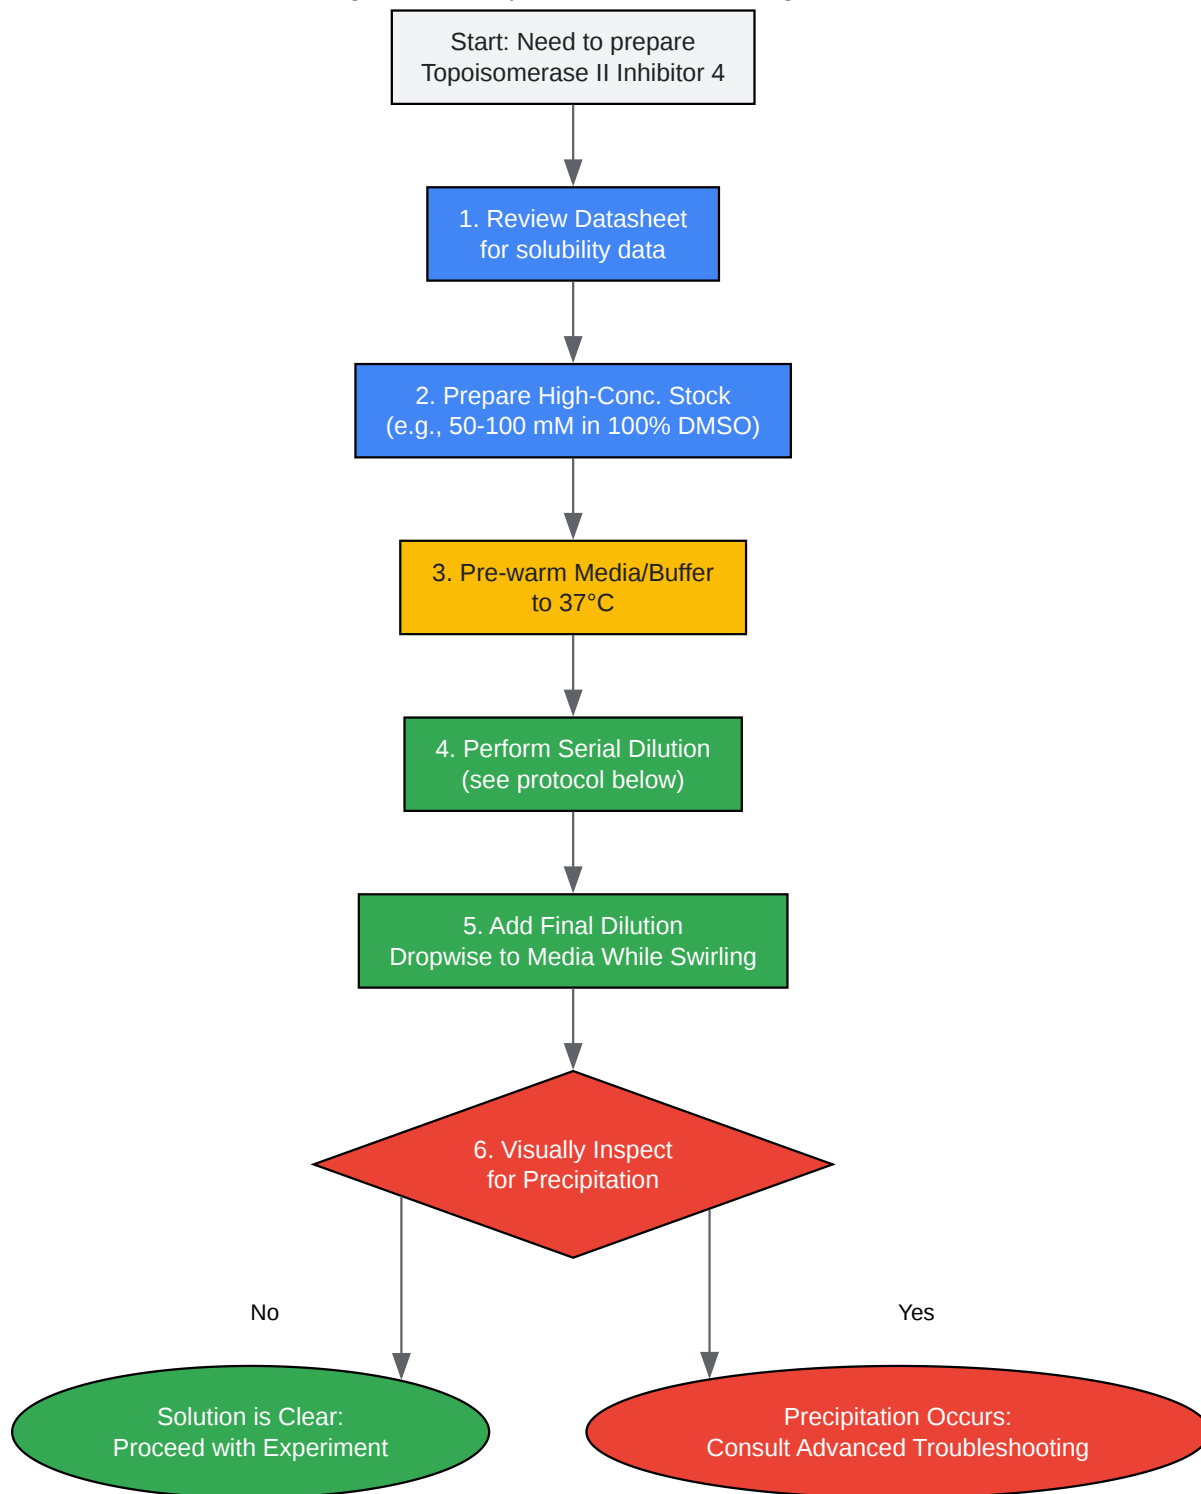 Start: Need to prepare
Topoisomerase II Inhibitor 4
1. Review Datasheet
for solubility data
2. Prepare High-Conc. Stock
(e.g., 50-100 mM in 100% DMSO)
3. Pre-warm Media/Buffer
to 37°C
4. Perform Serial Dilution
(see protocol below)
5. Add Final Dilution
Dropwise to Media While Swirling
6. Visually Inspect
for Precipitation
No
Yes
Solution is Clear:
Proceed with Experiment
Precipitation Occurs:
Consult Advanced Troubleshooting